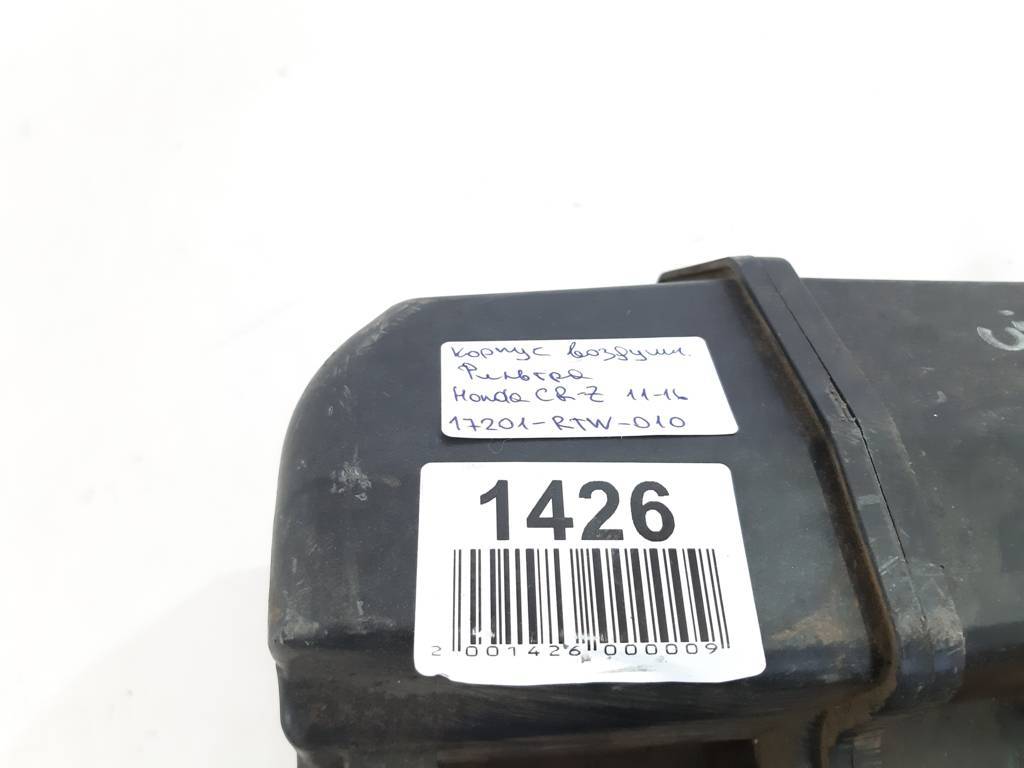 корпус воздушн.
Фильтра
Honda CR-Z 11-16
17201-RTW-010
1426
2 001426 000009